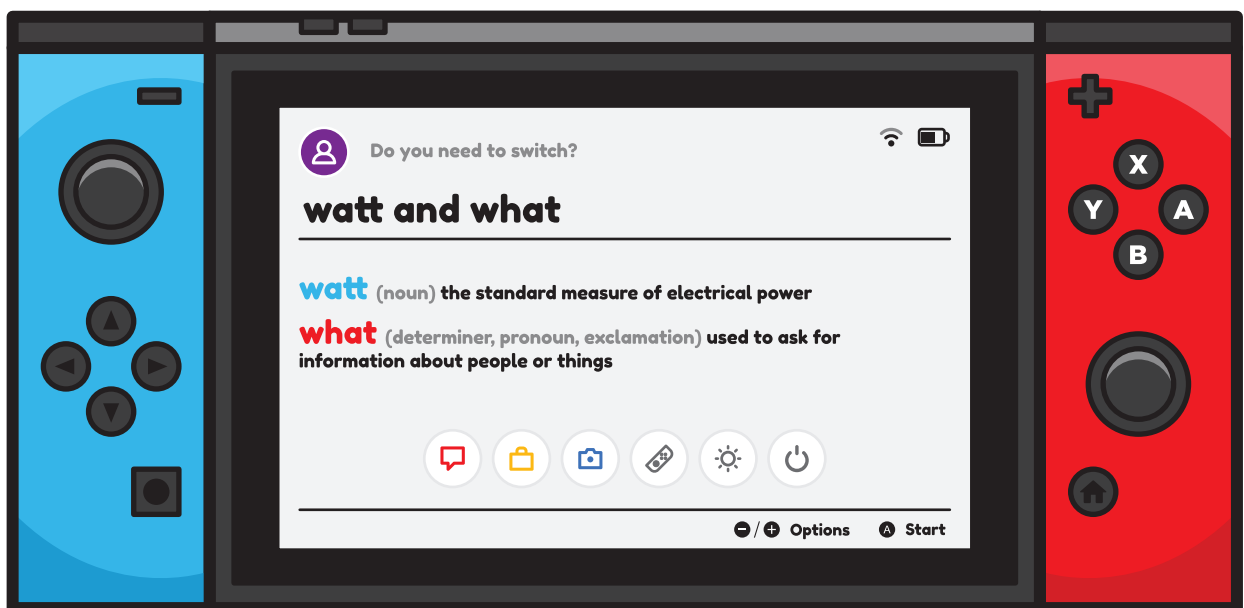 Do you need to switch?
watt and what
watt (noun) the standard measure of electrical power
what (determiner, pronoun, exclamation) used to ask for
information about people or things
X
Y A
B
-/+ Options A Start